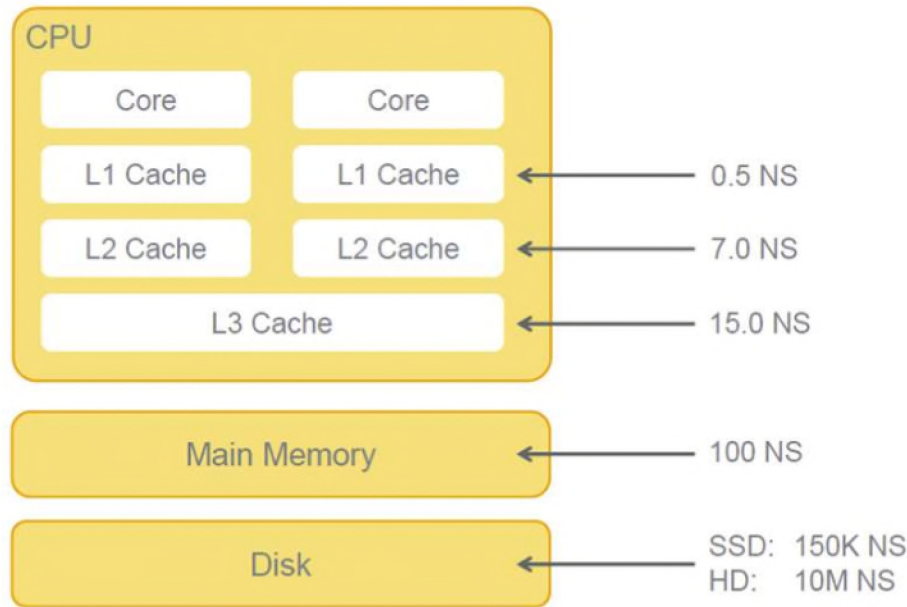 CPU
Core Core
L1 Cache L1 Cache 0.5 NS
L2 Cache L2 Cache 7.0 NS
L3 Cache 15.0 NS
Main Memory 100 NS
Disk
SSD: 150K NS
HD: 10M NS